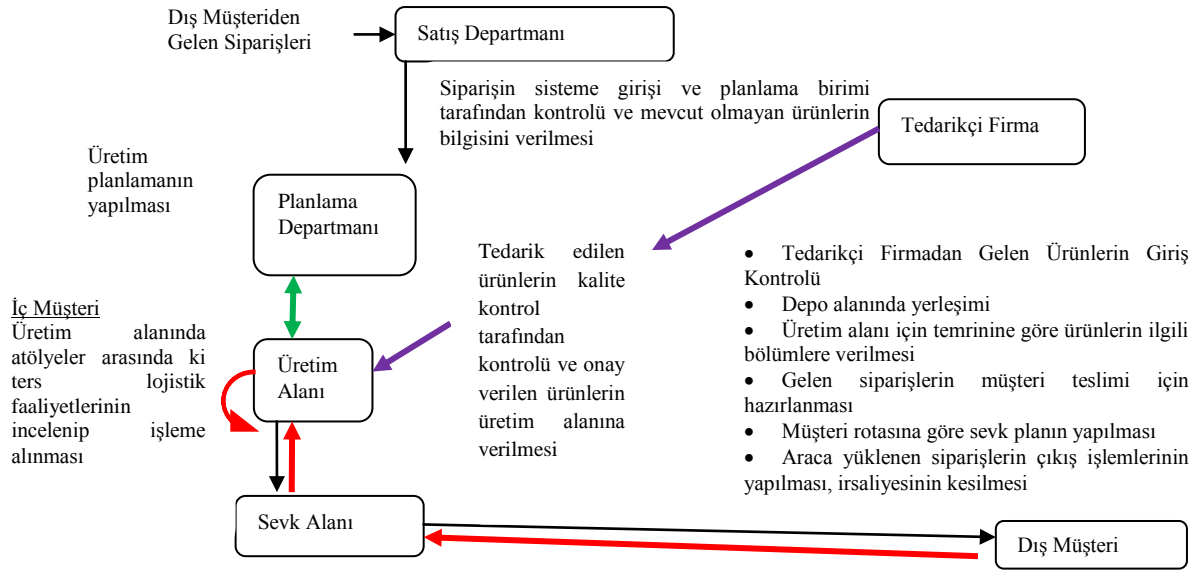 Dış Müşteriden
Gelen Siparişleri
Satış Departmanı
Siparişin sisteme girişi ve planlama birimi
tarafından kontrolü ve mevcut olmayan ürünlerin
bilgisini verilmesi
Tedarikçi Firma
Üretim
planlamanın
yapılması
Planlama
Departmanı
Tedarik edilen
ürünlerin kalite
kontrol
tarafından
kontrolü ve onay
verilen ürünlerin
üretim alanına
verilmesi
• Tedarikçi Firmadan Gelen Ürünlerin Giriş
Kontrolü
• Depo alanında yerleşimi
• Üretim alanı için temrinine göre ürünlerin ilgili
bölümlere verilmesi
• Gelen siparişlerin müşteri teslimi için
hazırlanması
• Müşteri rotasına göre sevk planın yapılması
• Araca yüklenen siparişlerin çıkış işlemlerinin
yapılması, irsaliyesinin kesilmesi
İç Müşteri
Üretim alanında
atölyeler arasında ki
ters lojistik
faaliyetlerinin
incelenip işleme
alınması
Üretim
Alanı
Sevk Alanı
Dış Müşteri